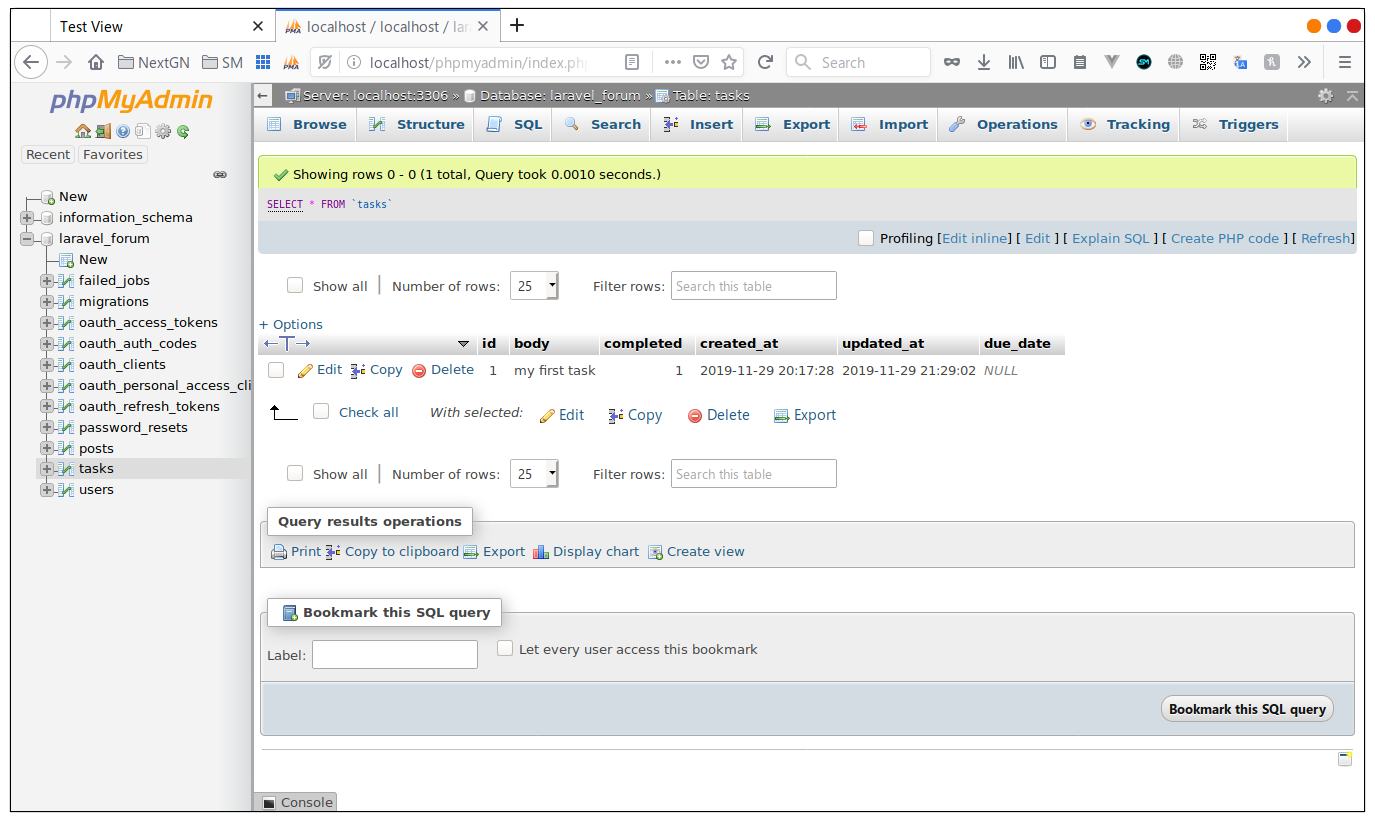 Test View
localhost / localhost / lar
NextGN SM localhost/phpmyadmin/index.php Search
phpMyAdmin
Recent Favorites
New
information_schema
laravel_forum
New
failed_jobs
migrations
oauth_access_tokens
oauth_auth_codes
oauth_clients
oauth_personal_access_cli
oauth_refresh_tokens
password_resets
posts
tasks
users
Server: localhost:3306 » Database: laravel_forum » Table: tasks
Browse Structure SQL Search Insert Export Import Operations Tracking Triggers
Showing rows 0 - 0 (1 total, Query took 0.0010 seconds.)
SELECT * FROM `tasks`
Profiling [Edit inline] [ Edit ] [ Explain SQL ] [ Create PHP code ] [ Refresh]
Show all | Number of rows: 25 Filter rows: Search this table
+ Options
←T→ id body completed created_at updated_at due_date
Edit Copy Delete 1 my first task 1 2019-11-29 20:17:28 2019-11-29 21:29:02 NULL
Check all With selected: Edit Copy Delete Export
Show all | Number of rows: 25 Filter rows: Search this table
Query results operations
Print Copy to clipboard Export Display chart Create view
Bookmark this SQL query
Label: Let every user access this bookmark
Bookmark this SQL query
Console